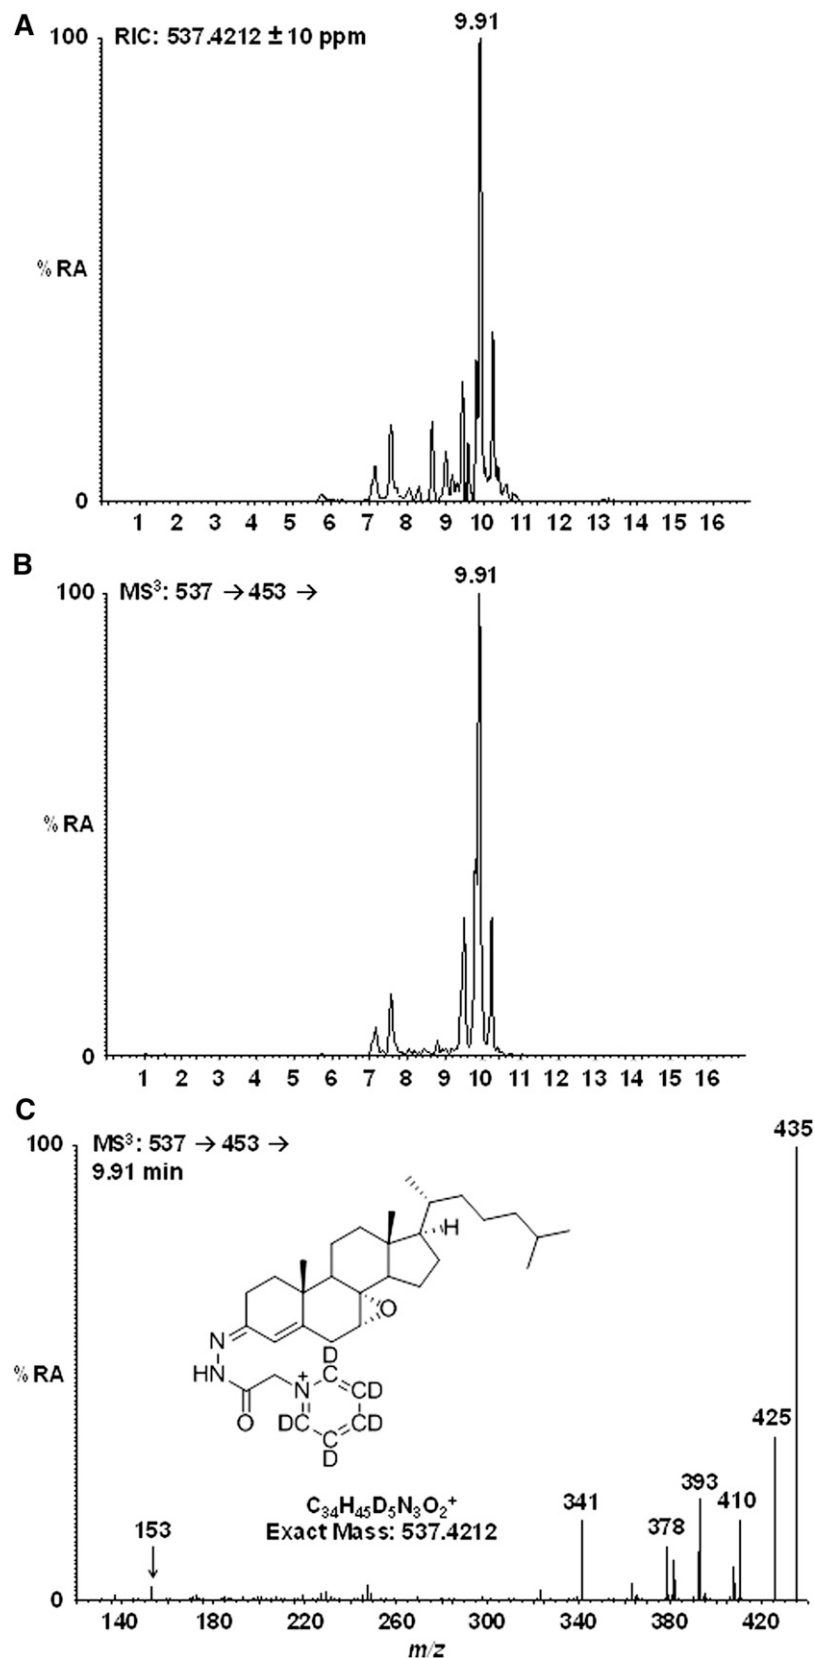 A
9.91
100
RIC: 537.4212 ± 10 ppm
% RA
0
1 2 3 4 5 6 7 8 9 10 11 12 13 14 15 16
B
9.91
100
MS³: 537 → 453 →
% RA
0
1 2 3 4 5 6 7 8 9 10 11 12 13 14 15 16
C
435
100
MS³: 537 → 453 →
9.91 min
H
O
N
HN
D
+
N
C
CD
% RA
O
DC
CD
C
D
425
393
C₃₄H₄₅D₅N₃O₂⁺
341
410
153
Exact Mass: 537.4212
378
0
140 180 220 260 300 340 380 420
m/z